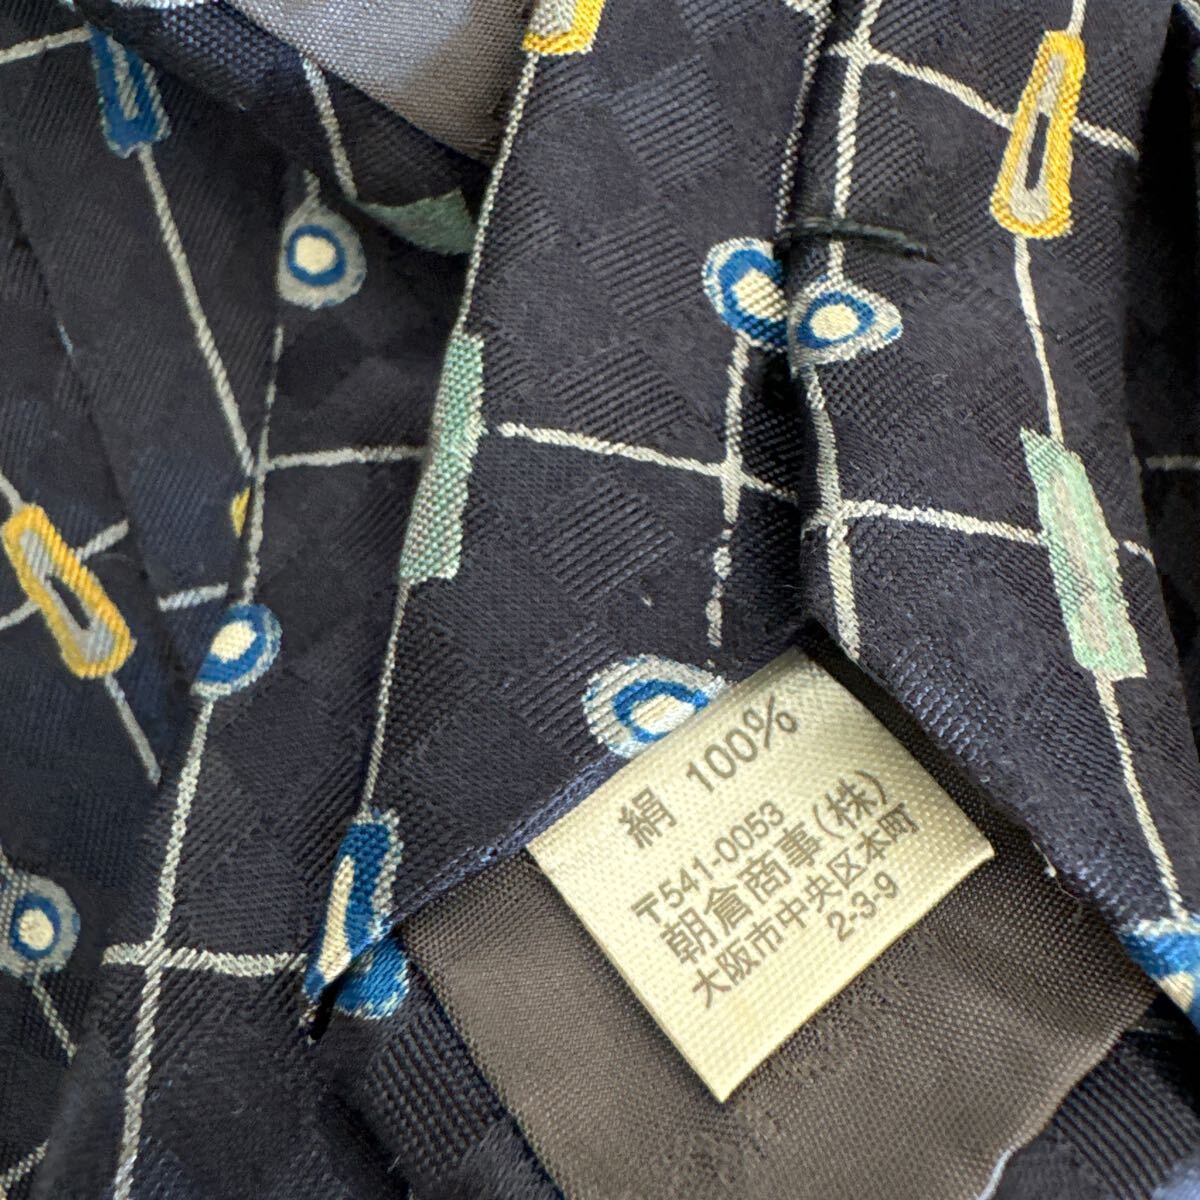 絹 100%
〒541-0053
朝倉商事(株)
大阪市中央区本町
2-3-9